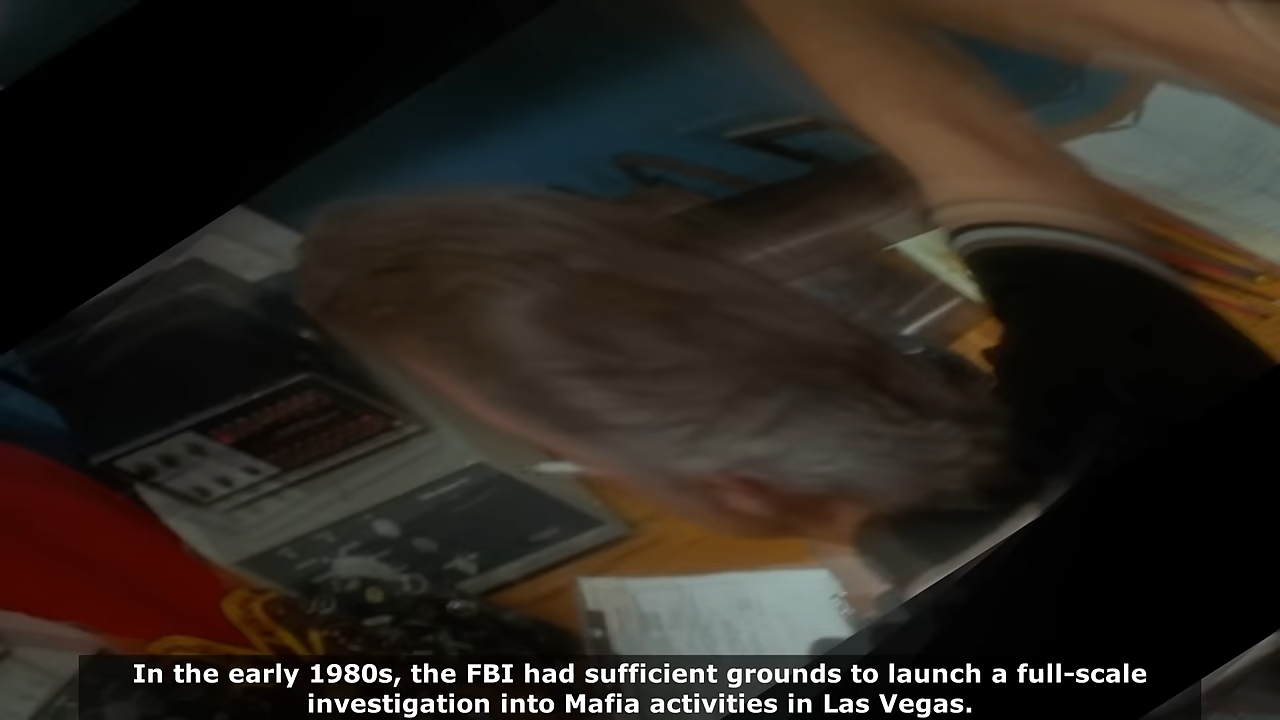 In the early 1980s, the FBI had sufficient grounds to launch a full-scale
investigation into Mafia activities in Las Vegas.